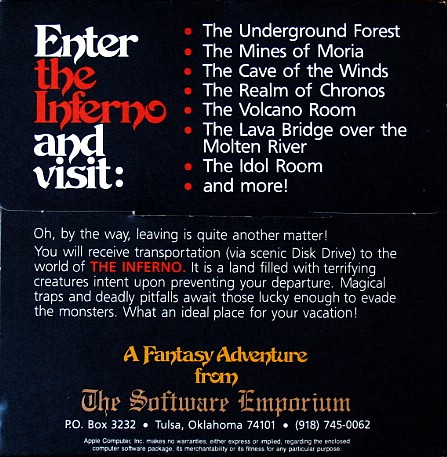 Enter
the
Inferno
and
visit:
• The Underground Forest
• The Mines of Moria
• The Cave of the Winds
• The Realm of Chronos
• The Volcano Room
• The Lava Bridge over the
Molten River
• The Idol Room
• and more!
Oh, by the way, leaving is quite another matter!
You will receive transportation (via scenic Disk Drive) to the
world of THE INFERNO. It is a land filled with terrifying
creatures intent upon preventing your departure. Magical
traps and deadly pitfalls await those lucky enough to evade
the monsters. What an ideal place for your vacation!
A Fantasy Adventure
from
The Software Emporium
P.O. Box 3232 • Tulsa, Oklahoma 74101 • (918) 745-0062
Apple Computer, Inc. makes no warranties, either express or implied, regarding the enclosed
computer software package, its merchantability or its fitness for any particular purpose.